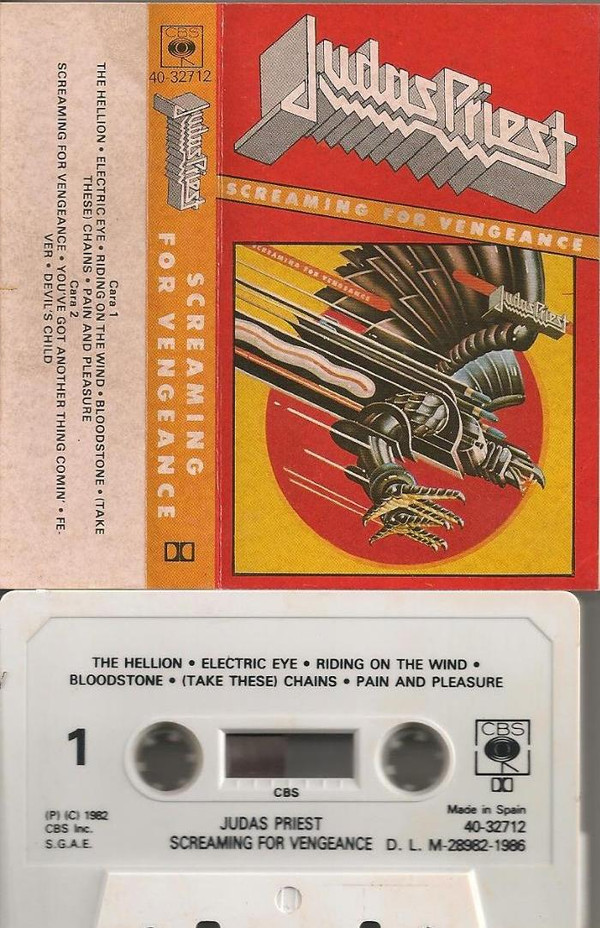 CBS
40-32712
Judas Priest
SCREAMING
FOR VENGEANCE
Cara 1
THE HELLION • ELECTRIC EYE • RIDING ON THE WIND • BLOODSTONE • (TAKE
THESE) CHAINS • PAIN AND PLEASURE
Cara 2
SCREAMING FOR VENGEANCE • YOU'VE GOT ANOTHER THING COMIN' • FE-
VER • DEVIL'S CHILD
Judas Priest
SCREAMING FOR VENGEANCE
SCREAMING FOR VENGEANCE
Judas Priest
THE HELLION • ELECTRIC EYE • RIDING ON THE WIND •
BLOODSTONE • (TAKE THESE) CHAINS • PAIN AND PLEASURE
1
CBS
CBS
(P) (C) 1982
CBS Inc.
S.G.A.E.
JUDAS PRIEST
SCREAMING FOR VENGEANCE
Made in Spain
40-32712
D. L. M-28982-1986